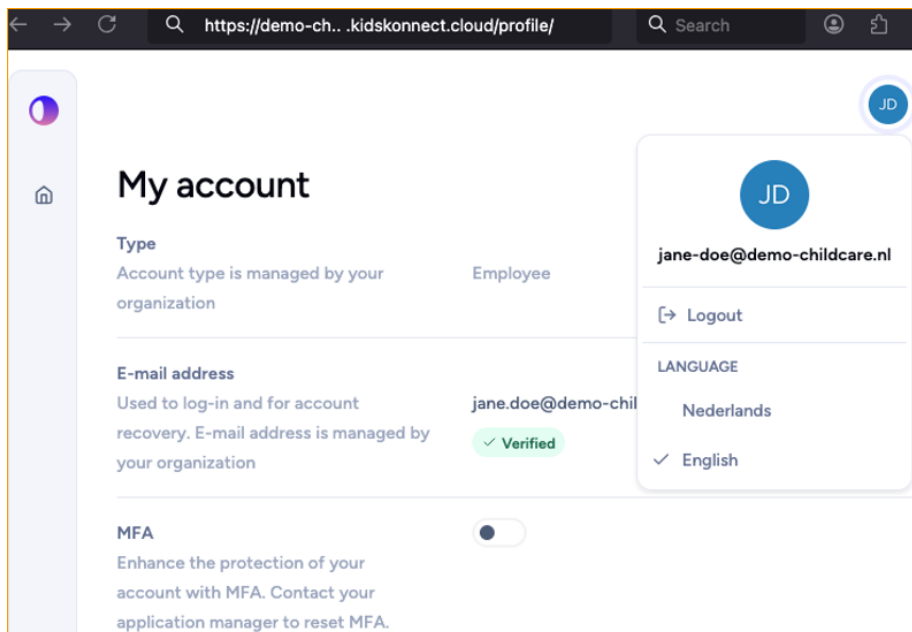 https://demo-ch.. .kidskonnect.cloud/profile/
Search
JD
My account
Type
Account type is managed by your
organization
Employee
E-mail address
Used to log-in and for account
recovery. E-mail address is managed by
your organization
jane.doe@demo-chil
Verified
MFA
Enhance the protection of your
account with MFA. Contact your
application manager to reset MFA.
JD
jane-doe@demo-childcare.nl
Logout
LANGUAGE
Nederlands
English